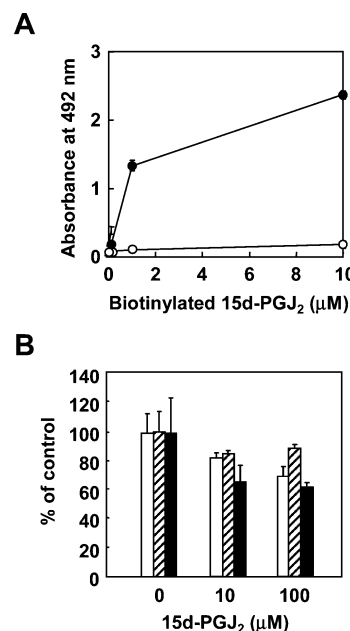 A
3
2
1
0
Absorbance at 492 nm
0 2 4 6 8 10
Biotinylated 15d-PGJ₂ (μM)
B
140
120
100
80
60
40
20
0
% of control
0 10 100
15d-PGJ₂ (μM)